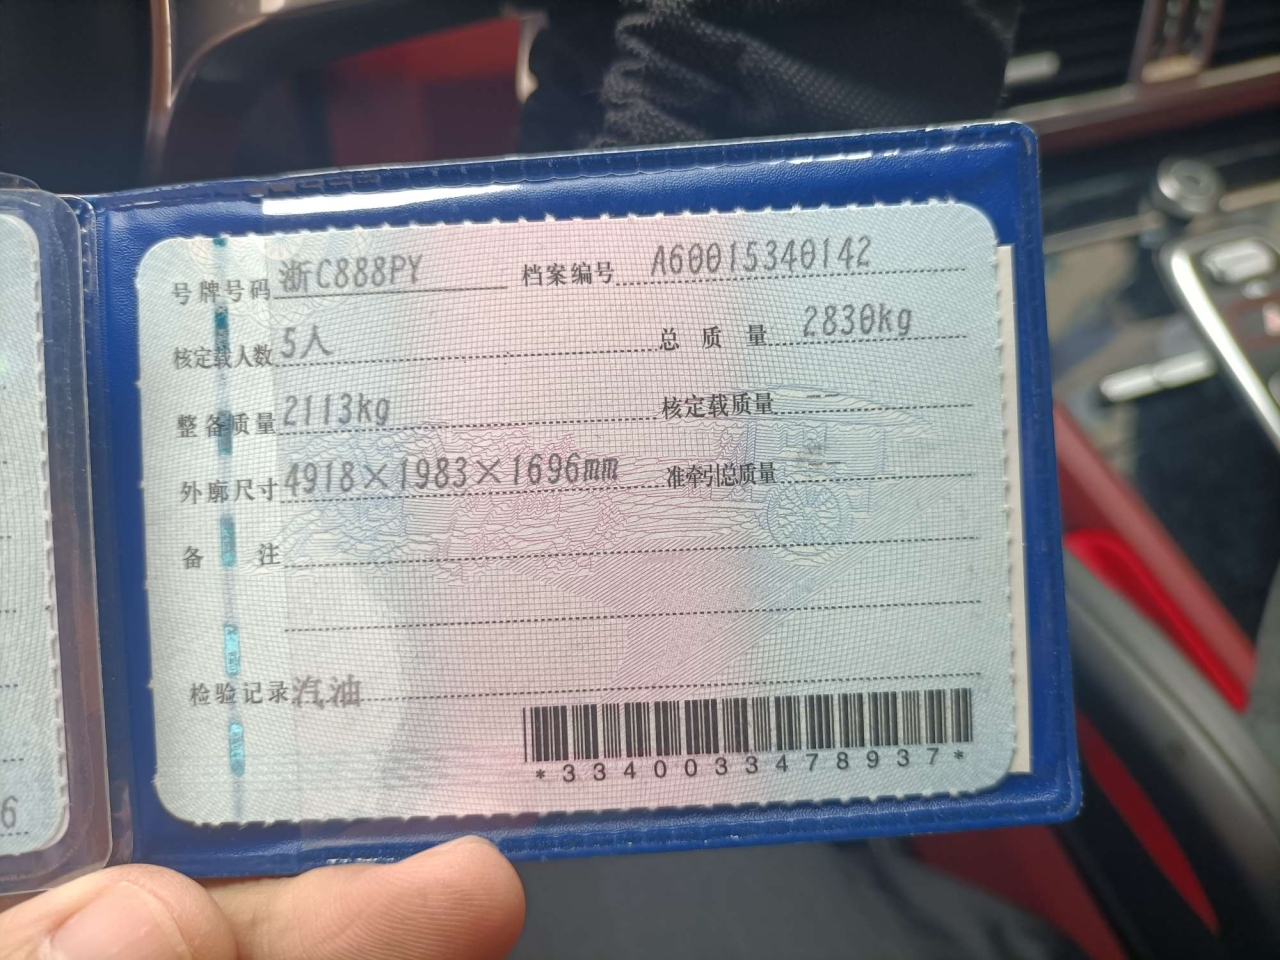 号牌号码 浙C888PY 档案编号 A60015340142
核定载人数 5人 总质量 2830kg
整备质量 2113kg 核定载质量 --
外廓尺寸 4918×1983×1696mm 准牵引总质量 --
备注
检验记录 汽油
*3340033478937*
6